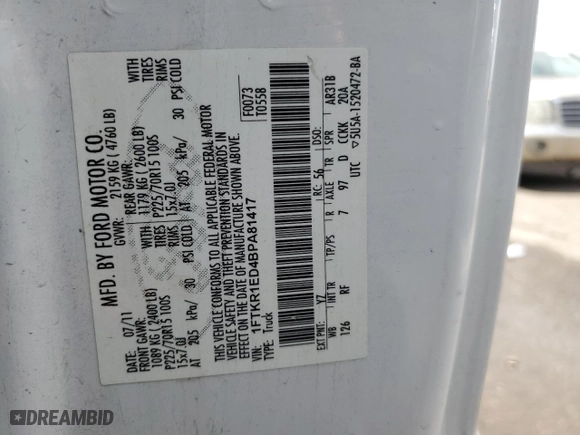 MFD. BY FORD MOTOR CO.
DATE: 07/11 GVWR: 2159 KG ( 4760 LB)
FRONT GAWR: REAR GAWR:
1089 KG ( 2400 LB) 1179 KG ( 2600 LB) WITH
P225/70R15 100S P225/70R15 100S TIRES
15x7.0J 15x7.0J RIMS
AT 205 kPa/ 30 PSI COLD AT 205 kPa/ 30 PSI COLD
WITH
TIRES
RIMS
THIS VEHICLE CONFORMS TO ALL APPLICABLE FEDERAL MOTOR
VEHICLE SAFETY AND THEFT PREVENTION STANDARDS IN
EFFECT ON THE DATE OF MANUFACTURE SHOWN ABOVE.
VIN: 1FTKR1ED4BPA81417
TYPE: Truck
F0073
T0558
EXT PNT: YZ RC: 56 DSO:
WB INT TR TP/PS R AXLE TR SPR AR31B
126 RF 7 97 D CCKK 20A
UTC ▽5U5A-1520472-BA
DREAMBID